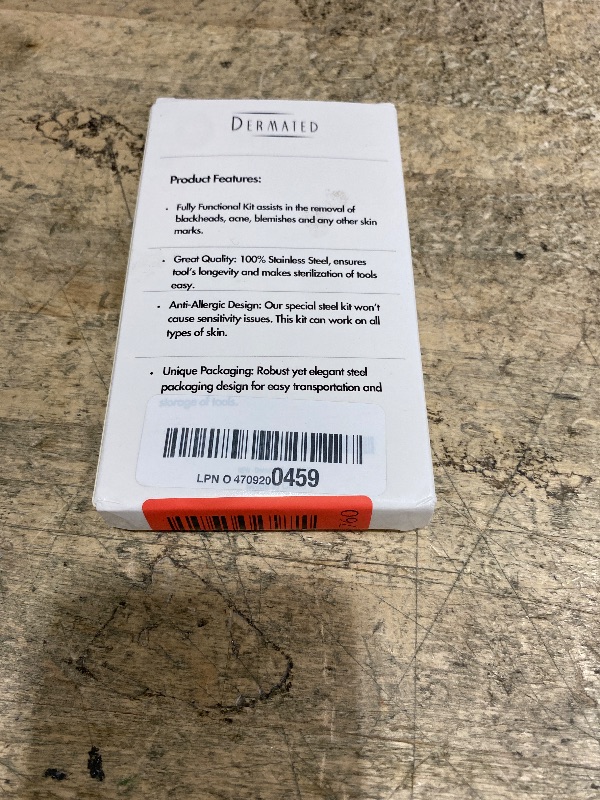 DERMATED
Product Features:
• Fully Functional Kit assists in the removal of
blackheads, acne, blemishes and any other skin
marks.
• Great Quality: 100% Stainless Steel, ensures
tool's longevity and makes sterilization of tools
easy.
• Anti-Allergic Design: Our special steel kit won't
cause sensitivity issues. This kit can work on all
types of skin.
• Unique Packaging: Robust yet elegant steel
packaging design for easy transportation and
storage of tools.
LPN O 4709200459